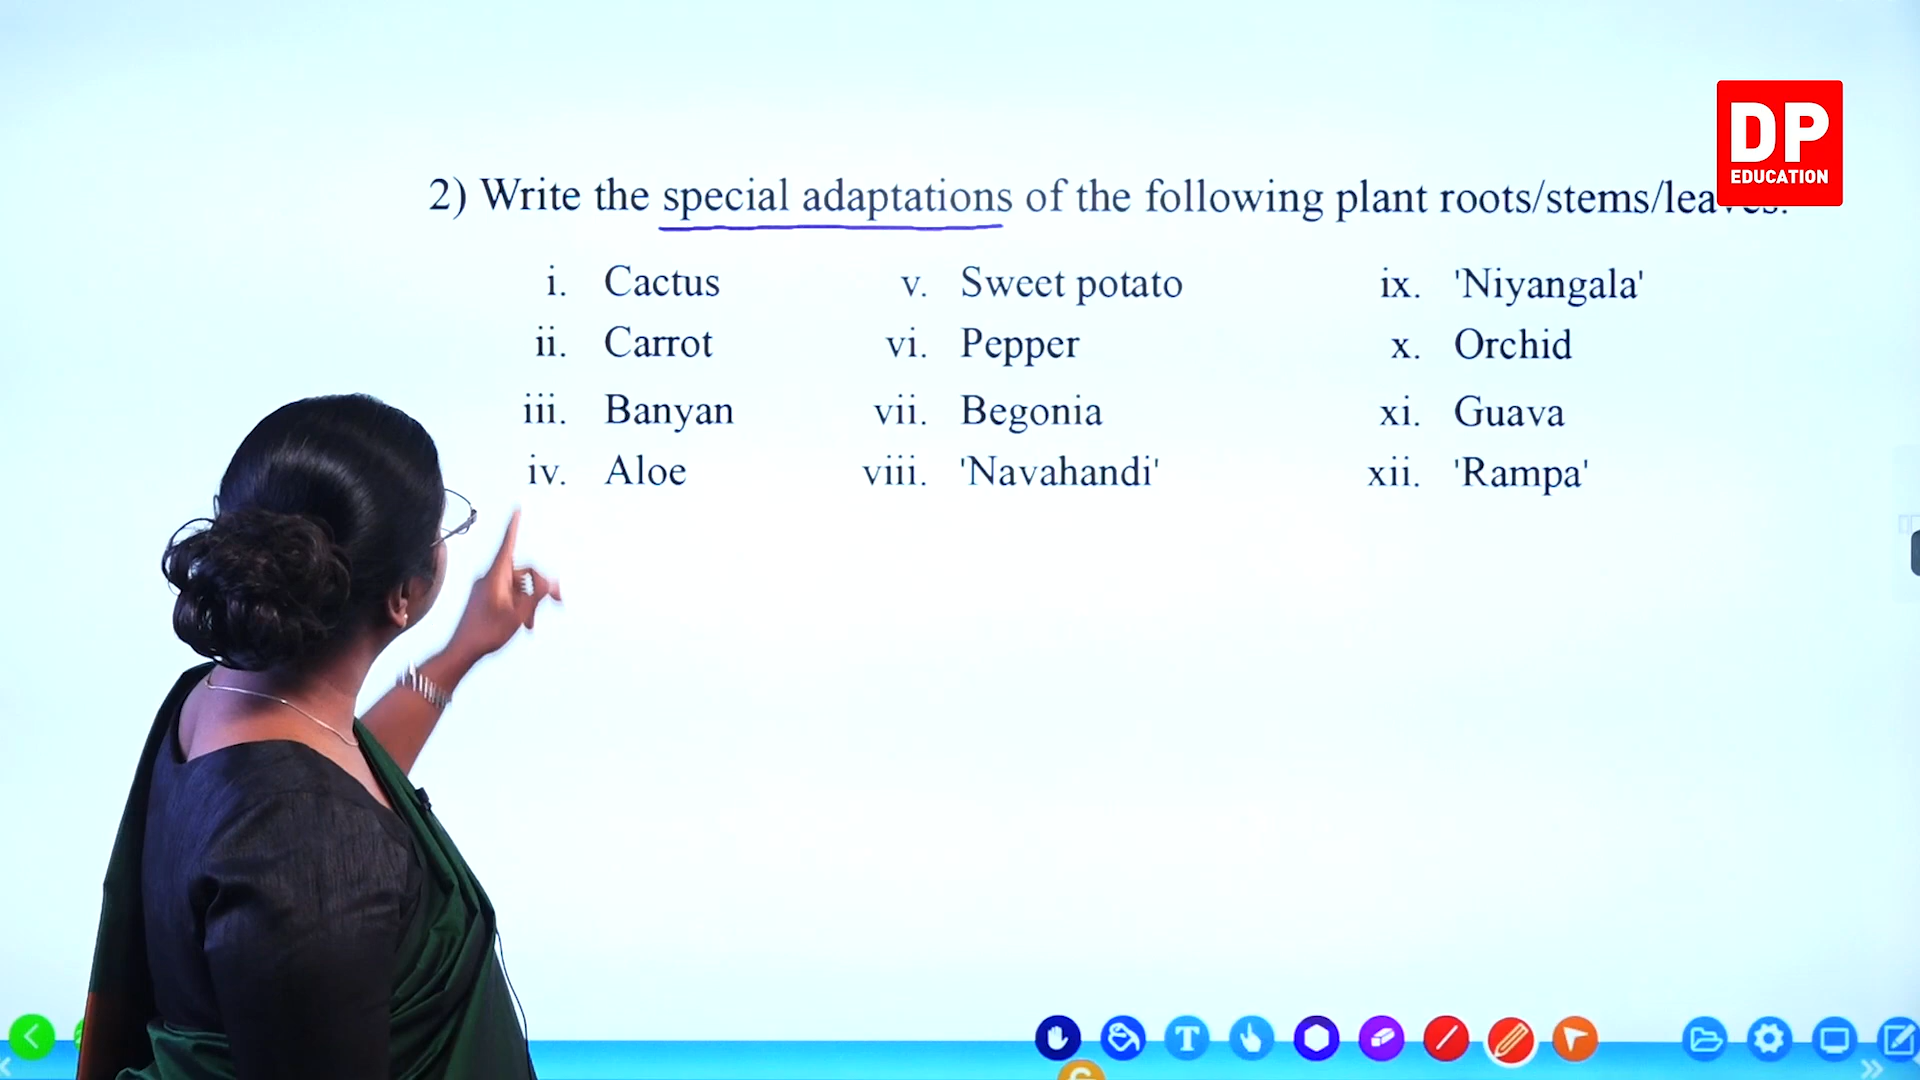 DP
EDUCATION
2) Write the special adaptations of the following plant roots/stems/leaves.
i. Cactus
ii. Carrot
iii. Banyan
iv. Aloe
v. Sweet potato
vi. Pepper
vii. Begonia
viii. 'Navahandi'
ix. 'Niyangala'
x. Orchid
xi. Guava
xii. 'Rampa'